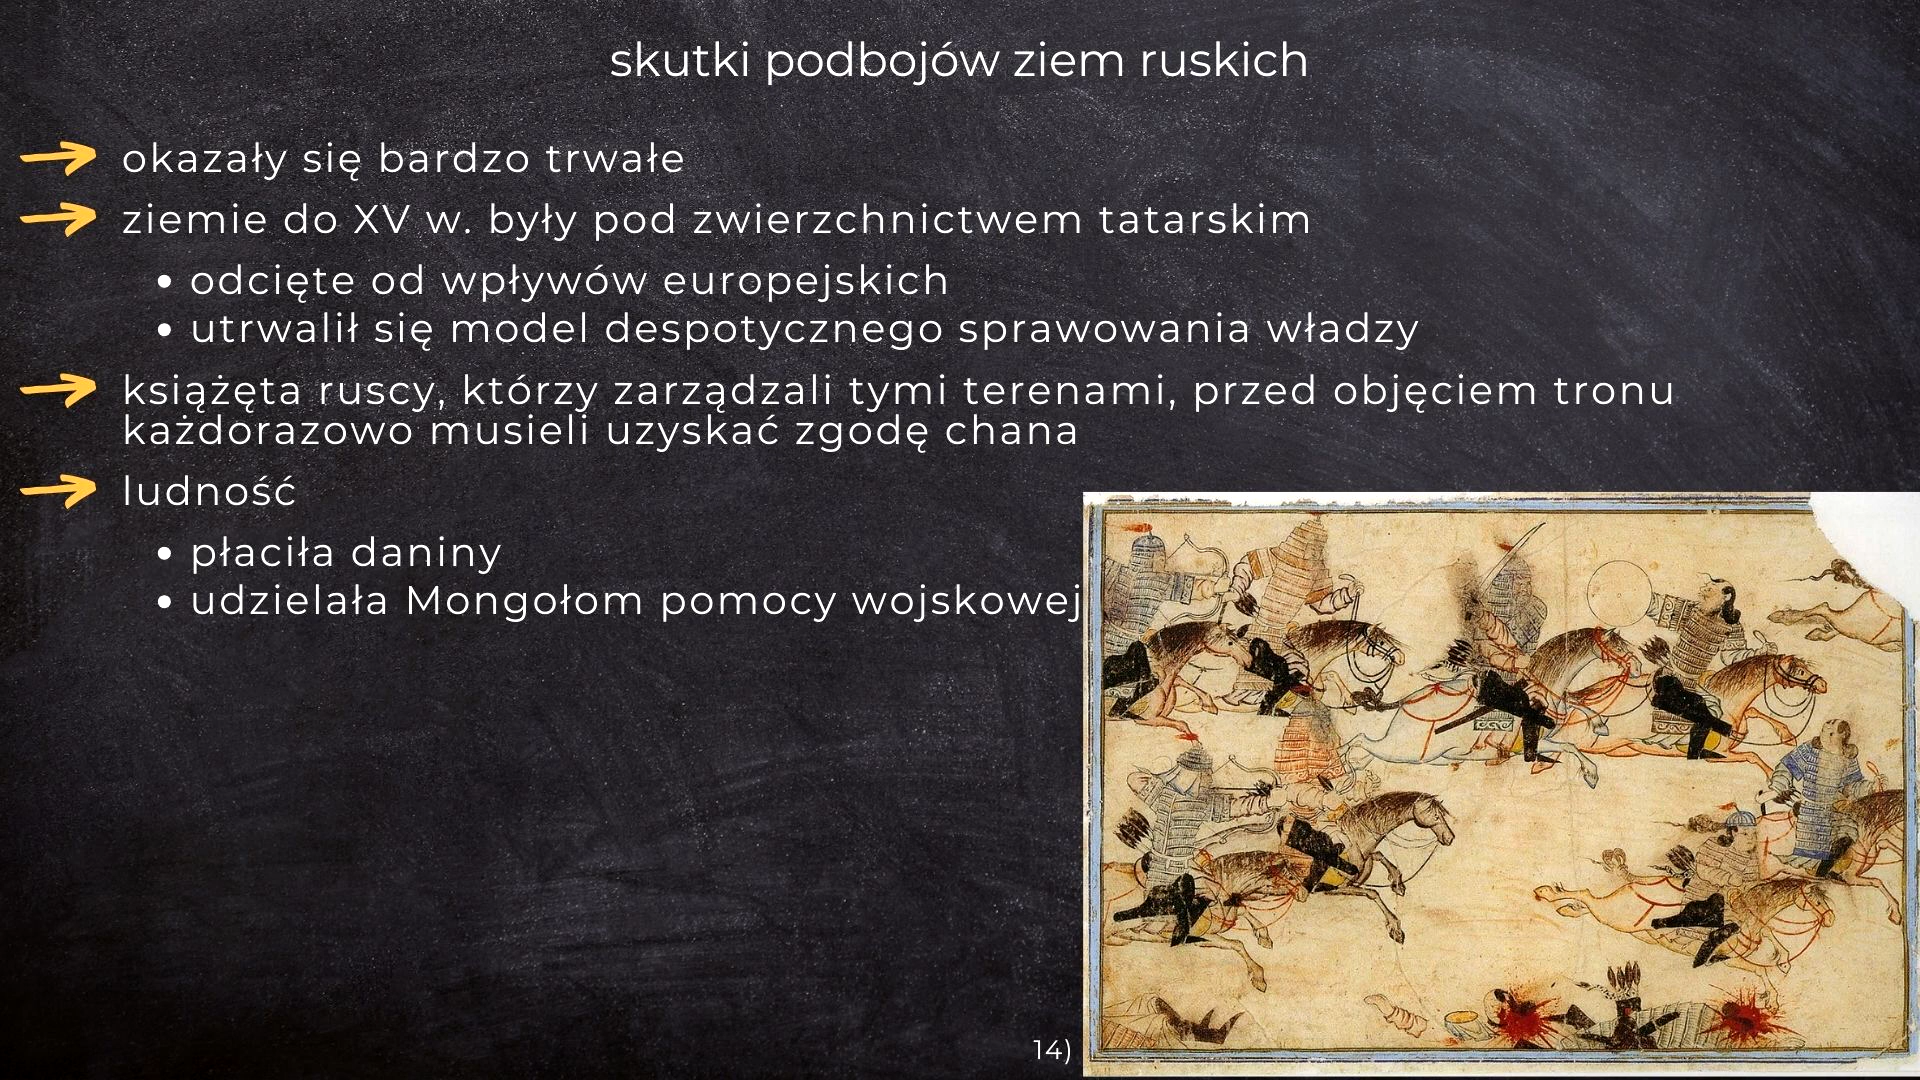 skutki podbojów ziem ruskich
okazały się bardzo trwałe
ziemie do XV w. były pod zwierzchnictwem tatarskim
• odcięte od wpływów europejskich
• utrwalił się model despotycznego sprawowania władzy
książęta ruscy, którzy zarządzali tymi terenami, przed objęciem tronu
każdorazowo musieli uzyskać zgodę chana
ludność
• płaciła daniny
• udzielała Mongołom pomocy wojskowej
14)